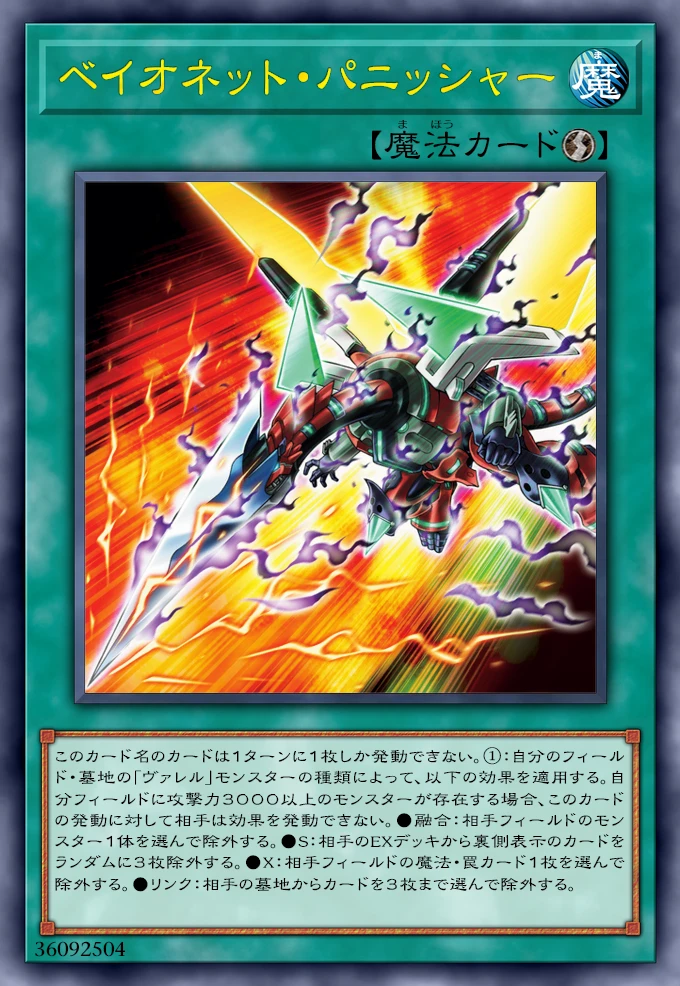 ベイオネット・パニッシャー 魔
【魔法カード】
このカード名のカードは1ターンに1枚しか発動できない。①:自分のフィール
ド・墓地の「ヴァレル」モンスターの種類によって、以下の効果を適用する。自
分フィールドに攻撃力3000以上のモンスターが存在する場合、このカード
の発動に対して相手は効果を発動できない。●融合:相手フィールドのモン
スター1体を選んで除外する。●S:相手のEXデッキから裏側表示のカードを
ランダムに3枚除外する。●X:相手フィールドの魔法・罠カード1枚を選んで
除外する。●リンク:相手の墓地からカードを3枚まで選んで除外する。
36092504